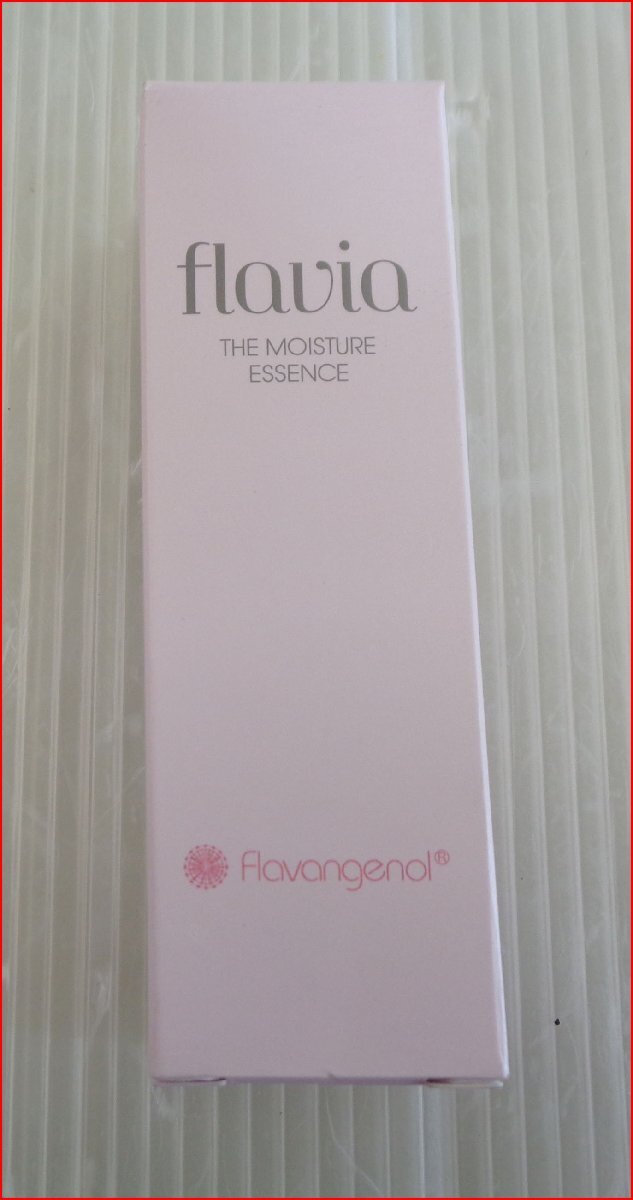 flavia
THE MOISTURE
ESSENCE
flavangenol®